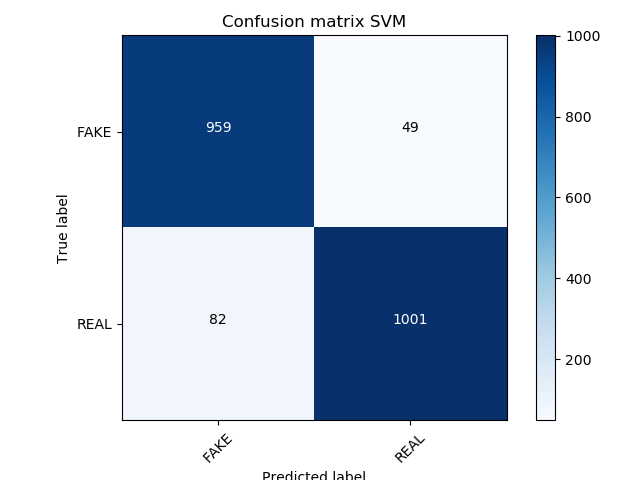 Confusion matrix SVM
1000
800
600
400
200
True label
FAKE
959
49
REAL
82
1001
FAKE
REAL
Predicted label